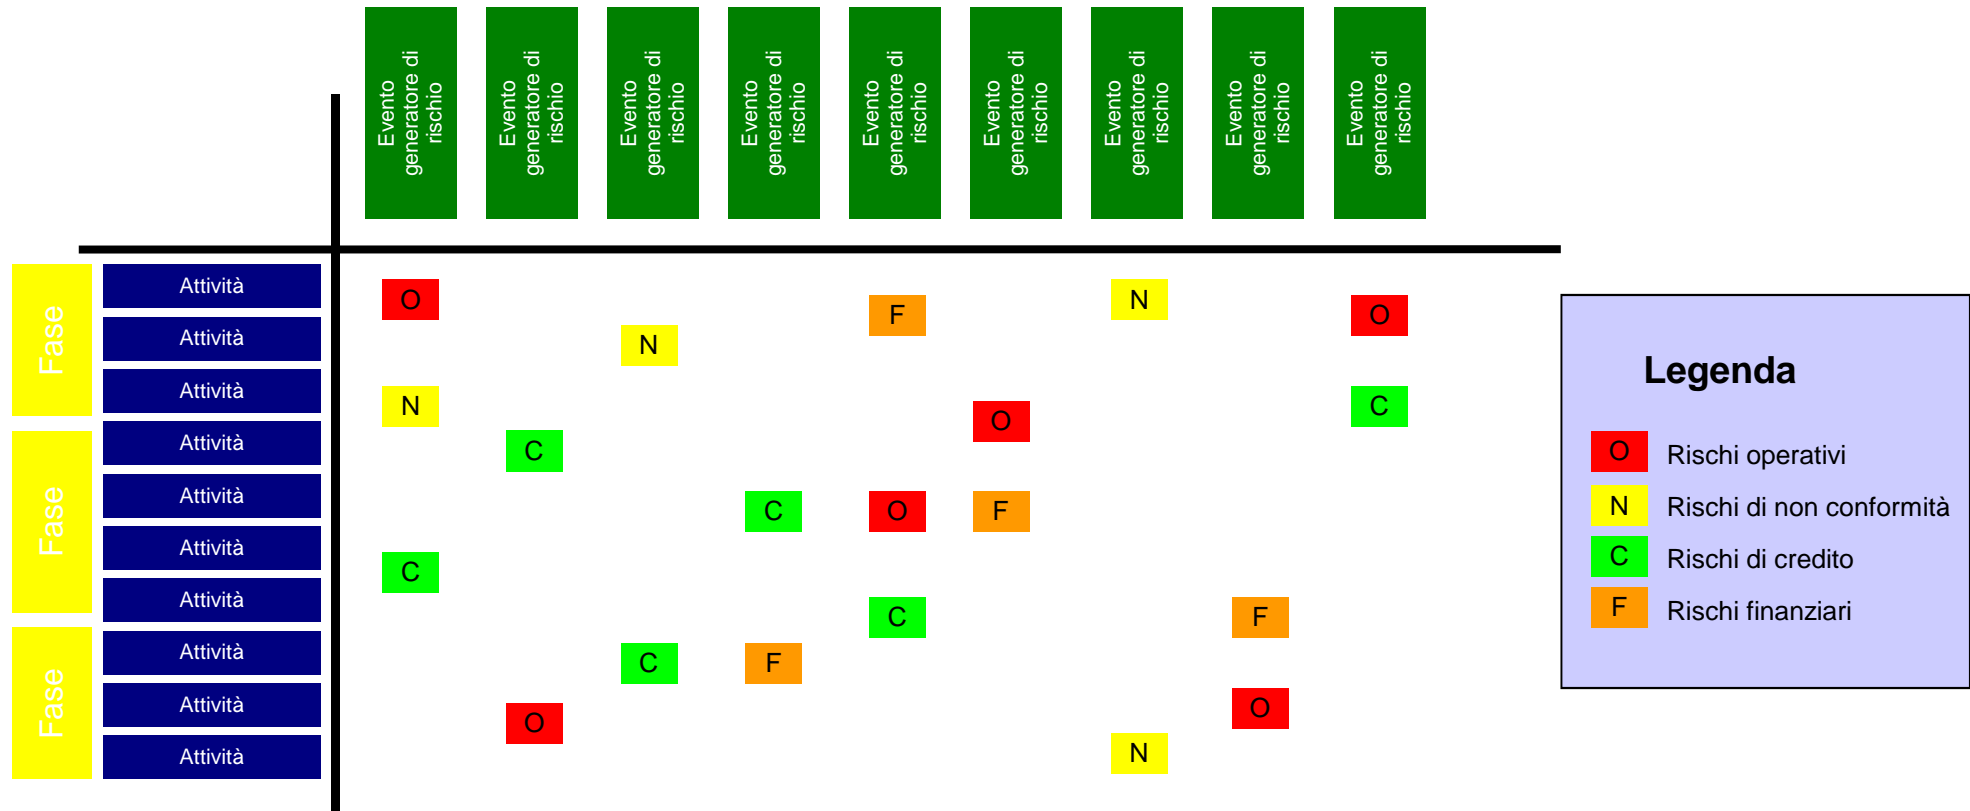 Evento
generatore di
rischio
Evento
generatore di
rischio
Evento
generatore di
rischio
Evento
generatore di
rischio
Evento
generatore di
rischio
Evento
generatore di
rischio
Evento
generatore di
rischio
Evento
generatore di
rischio
Evento
generatore di
rischio
Fase
Attività
Attività
Attività
Fase
Attività
Attività
Attività
Attività
Fase
Attività
Attività
Attività
O
N
F
O
N
N
C
O
C
C
O
F
C
C
F
C
F
O
O
N
C
Legenda
O Rischi operativi
N Rischi di non conformità
C Rischi di credito
F Rischi finanziari